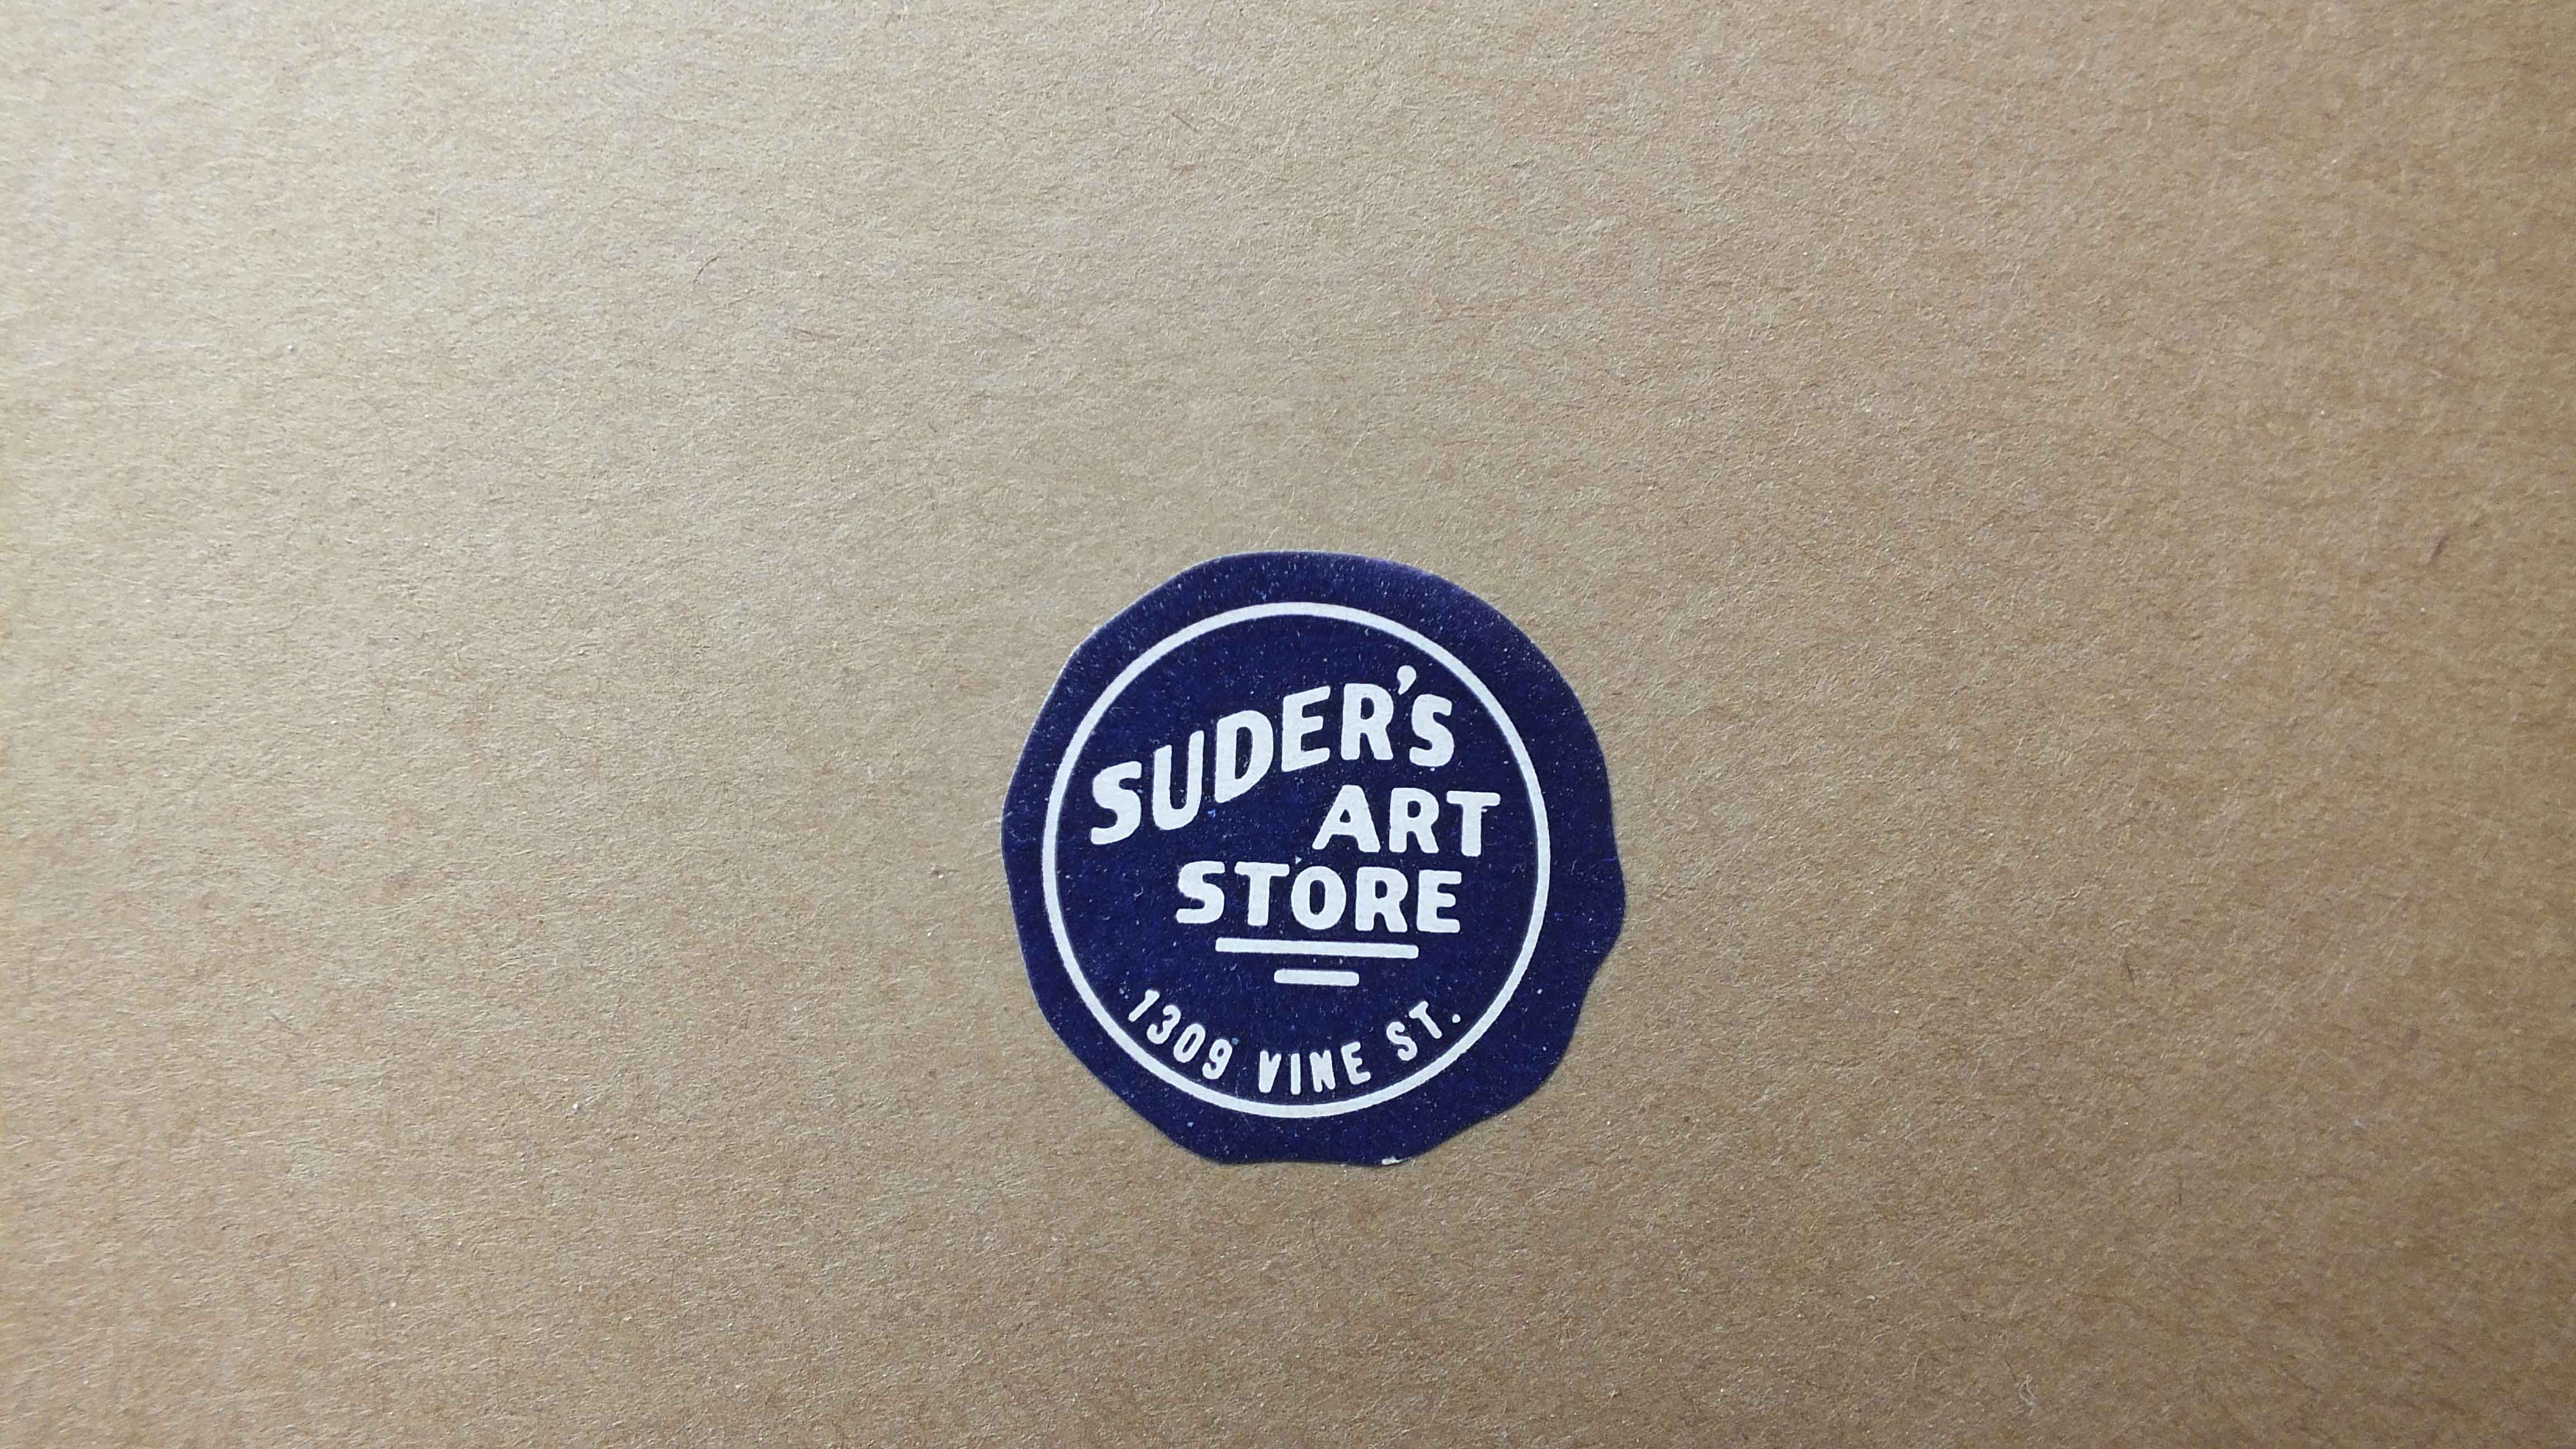 SUDER'S
ART
STORE
1309 VINE ST.